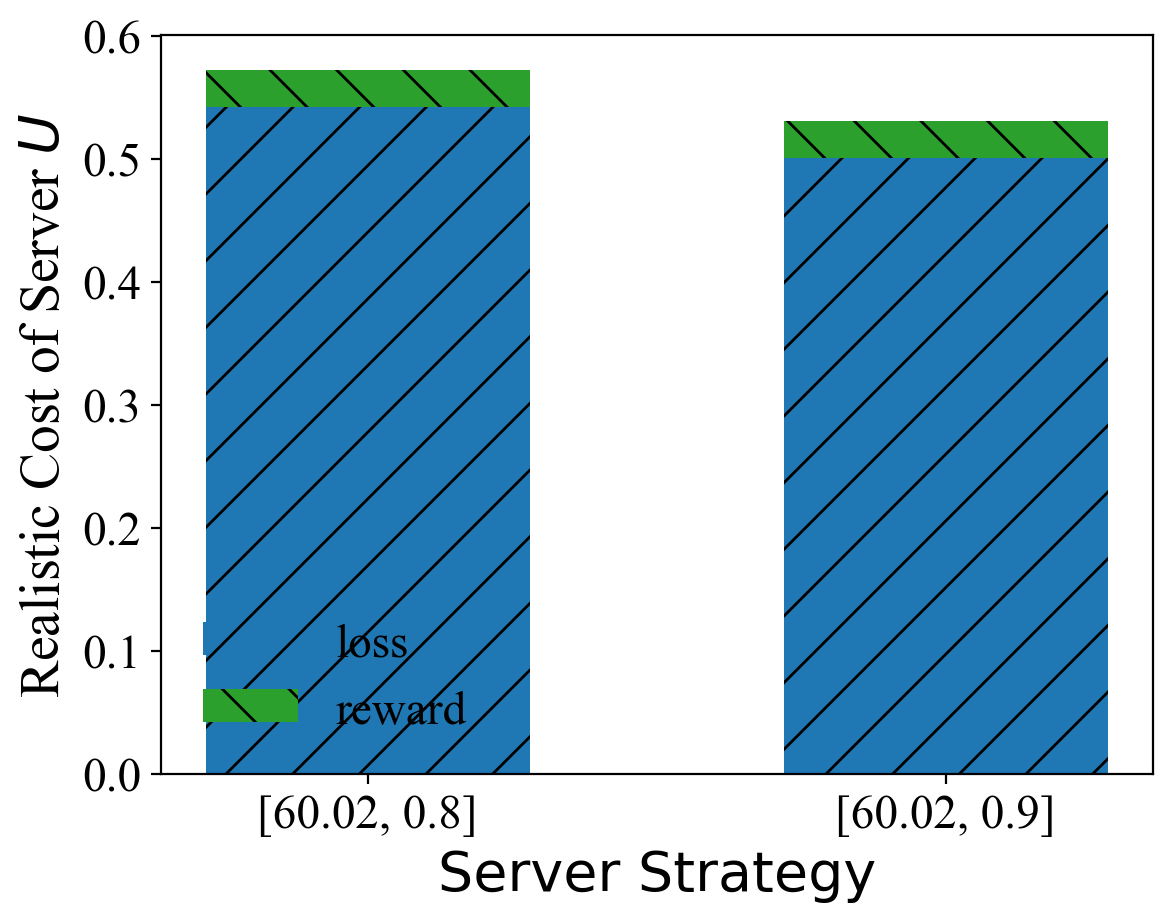 0.6
0.5
0.4
0.3
0.2
0.1
0.0
Realistic Cost of Server U
loss
reward
[60.02, 0.8]
[60.02, 0.9]
Server Strategy